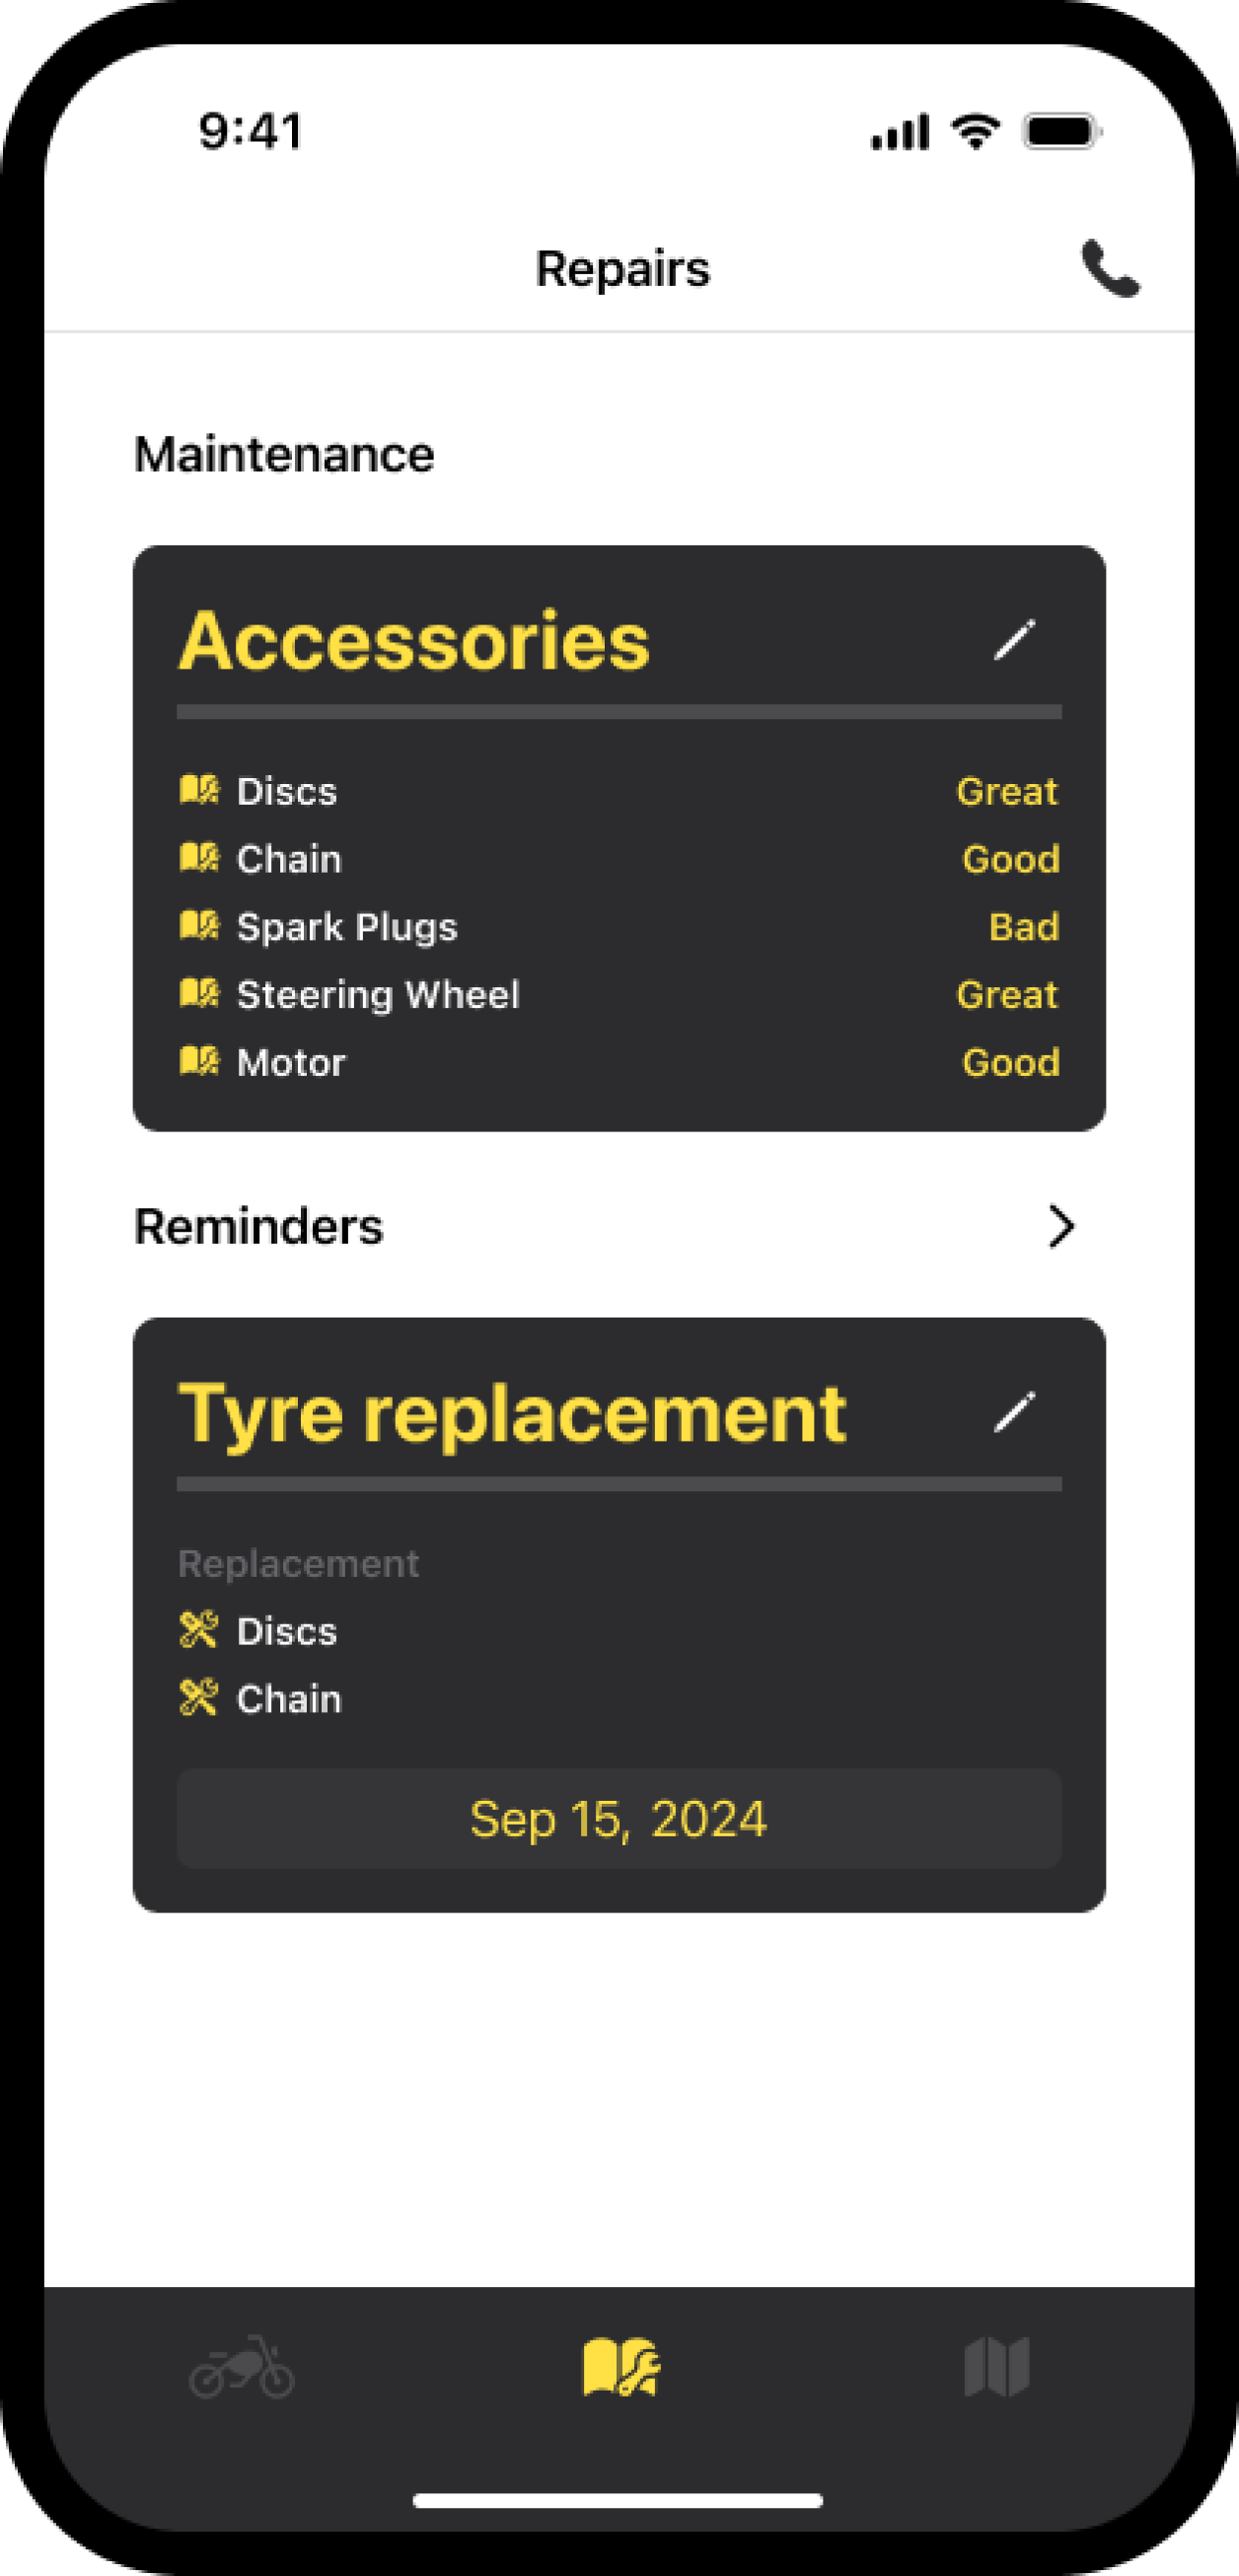 9:41
Repairs
Maintenance
Accessories
Discs Great
Chain Good
Spark Plugs Bad
Steering Wheel Great
Motor Good
Reminders
Tyre replacement
Replacement
Discs
Chain
Sep 15, 2024